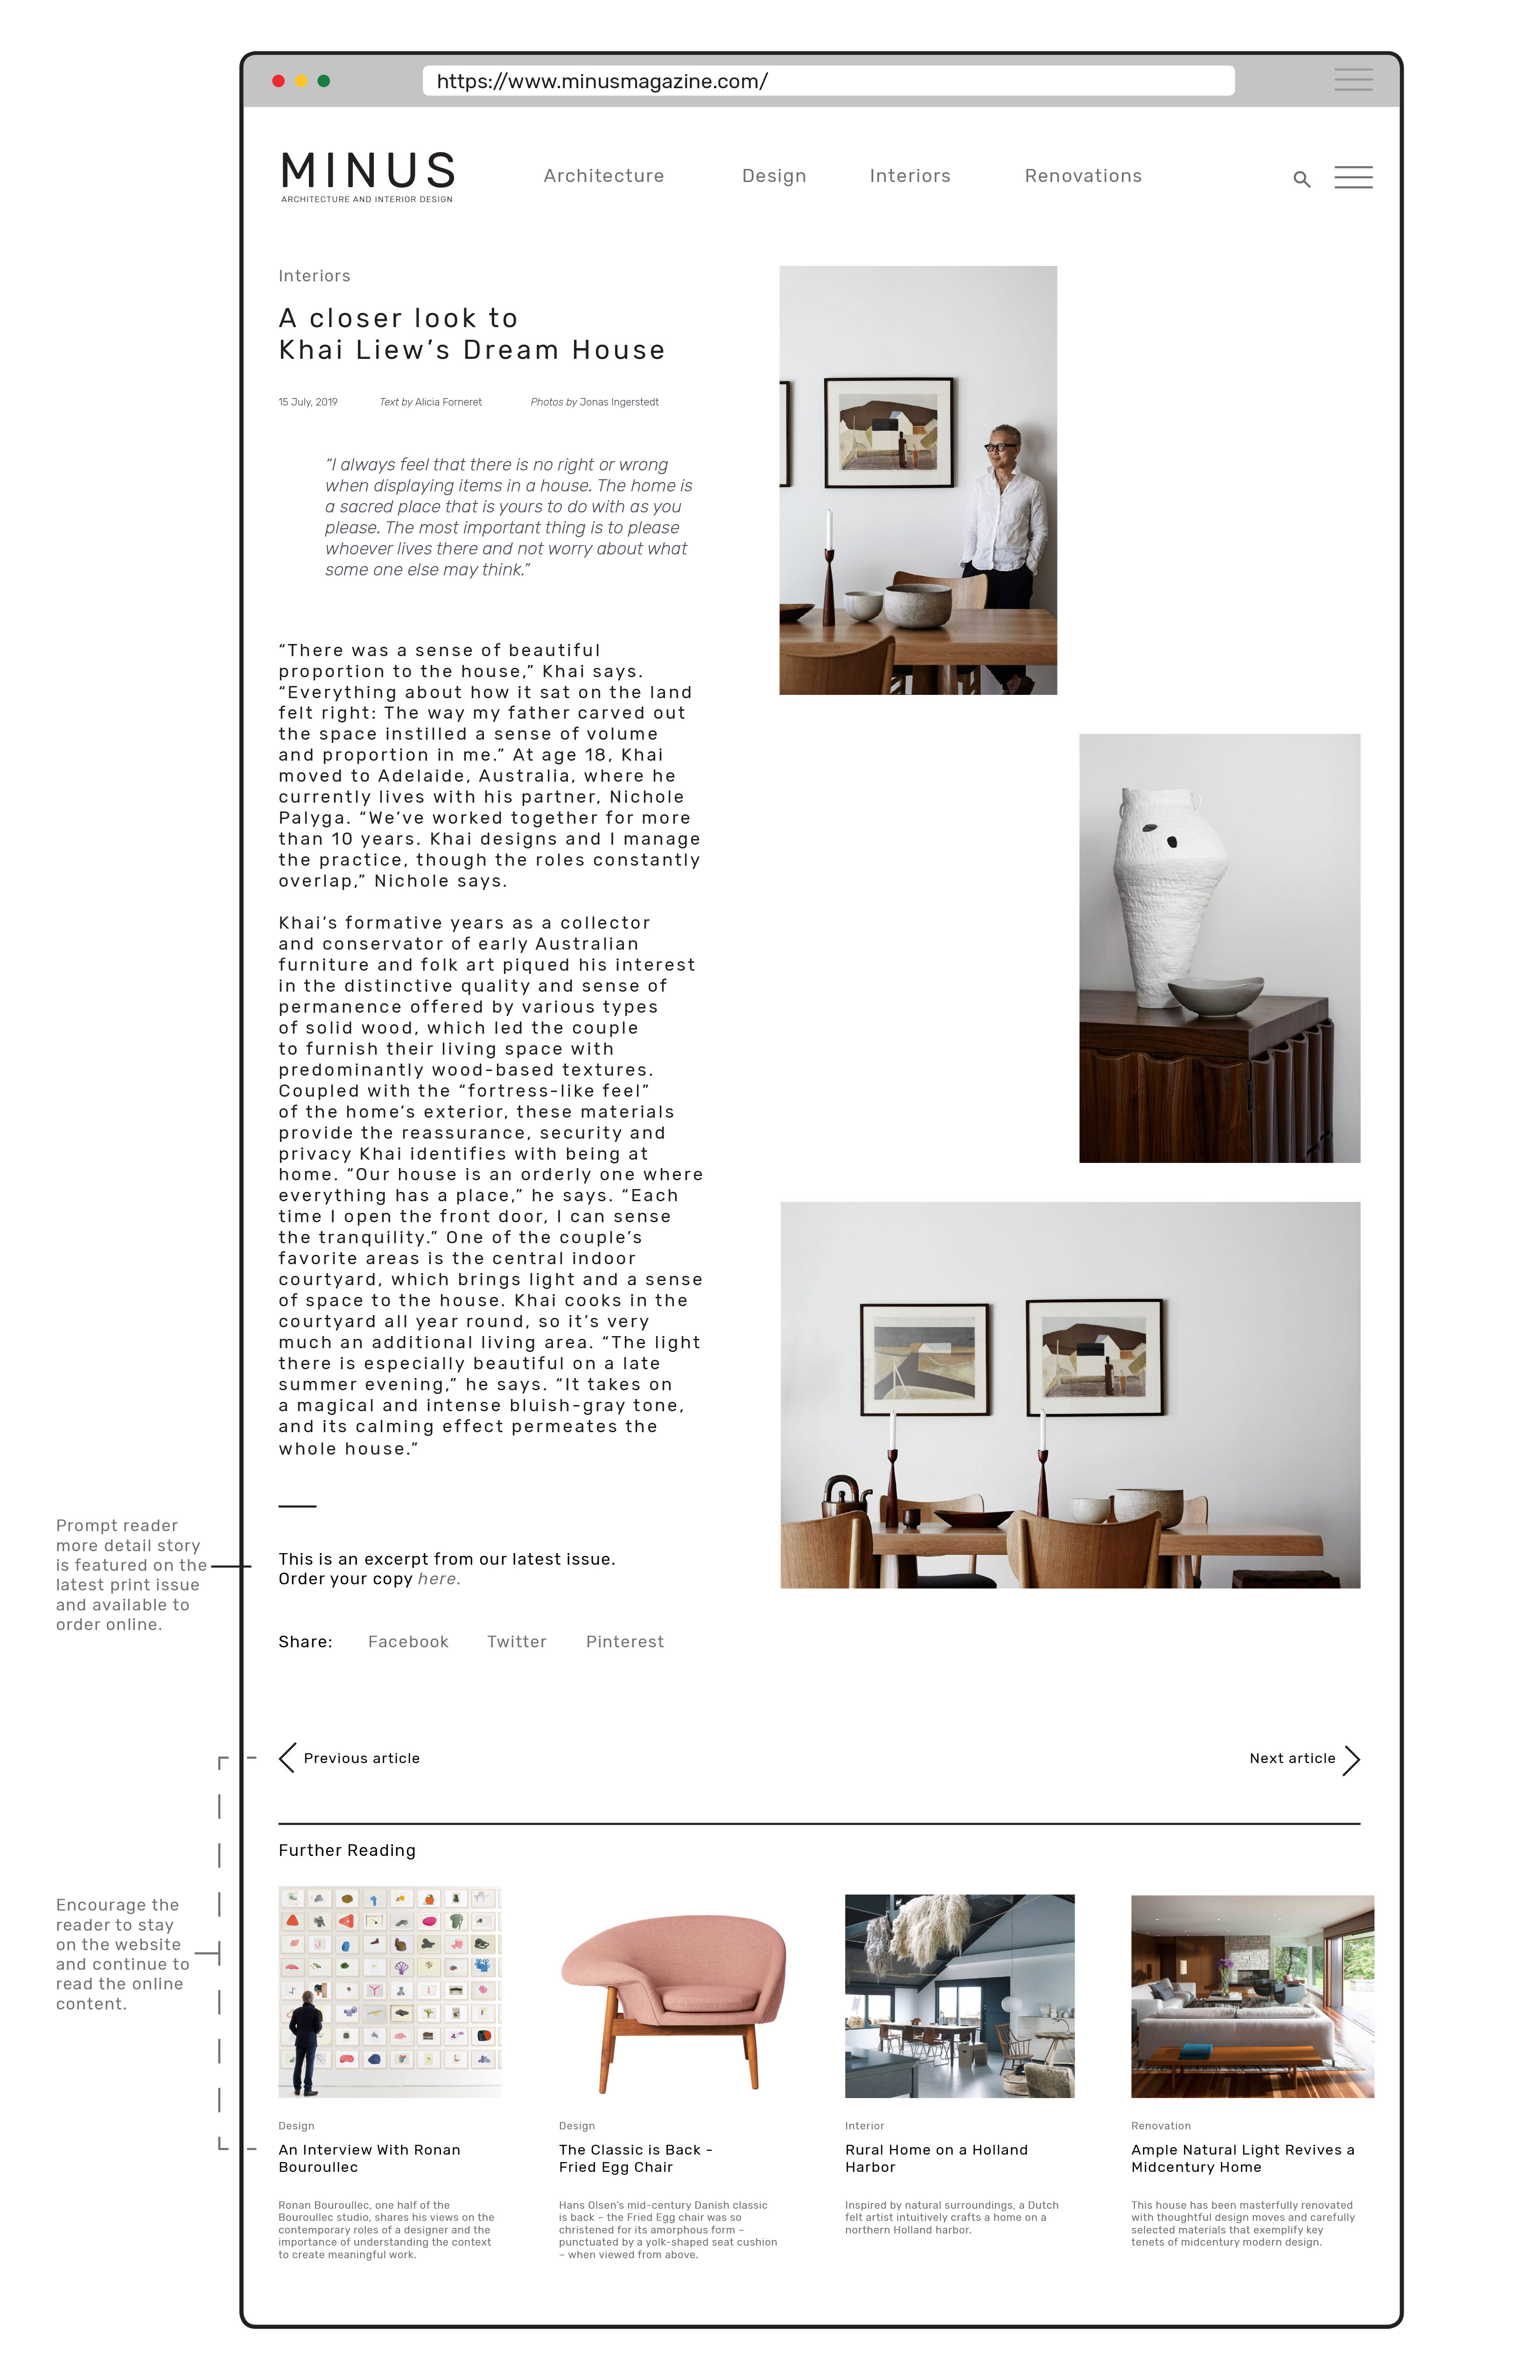 https://www.minusmagazine.com/
MINUS
ARCHITECTURE AND INTERIOR DESIGN
Architecture
Design
Interiors
Renovations
Interiors
A closer look to
Khai Liew’s Dream House
15 July, 2019
Text by Alicia Forneret
Photos by Jonas Ingerstedt
“I always feel that there is no right or wrong
when displaying items in a house. The home is
a sacred place that is yours to do with as you
please. The most important thing is to please
whoever lives there and not worry about what
some one else may think.”
“There was a sense of beautiful
proportion to the house,” Khai says.
“Everything about how it sat on the land
felt right: The way my father carved out
the space instilled a sense of volume
and proportion in me.” At age 18, Khai
moved to Adelaide, Australia, where he
currently lives with his partner, Nichole
Palyga. “We’ve worked together for more
than 10 years. Khai designs and I manage
the practice, though the roles constantly
overlap,” Nichole says.
Khai’s formative years as a collector
and conservator of early Australian
furniture and folk art piqued his interest
in the distinctive quality and sense of
permanence offered by various types
of solid wood, which led the couple
to furnish their living space with
predominantly wood-based textures.
Coupled with the “fortress-like feel”
of the home’s exterior, these materials
provide the reassurance, security and
privacy Khai identifies with being at
home. “Our house is an orderly one where
everything has a place,” he says. “Each
time I open the front door, I can sense
the tranquility.” One of the couple’s
favorite areas is the central indoor
courtyard, which brings light and a sense
of space to the house. Khai cooks in the
courtyard all year round, so it’s very
much an additional living area. “The light
there is especially beautiful on a late
summer evening,” he says. “It takes on
a magical and intense bluish-gray tone,
and its calming effect permeates the
whole house.”
Prompt reader
more detail story
is featured on the
latest print issue
and available to
order online.
This is an excerpt from our latest issue.
Order your copy here.
Share:
Facebook
Twitter
Pinterest
Previous article
Next article
Further Reading
Encourage the
reader to stay
on the website
and continue to
read the online
content.
Design
An Interview With Ronan
Bouroullec
Ronan Bouroullec, one half of the
Bouroullec studio, shares his views on the
contemporary roles of a designer and the
importance of understanding the context
to create meaningful work.
Design
The Classic is Back -
Fried Egg Chair
Hans Olsen’s mid-century Danish classic
is back – the Fried Egg chair was so
christened for its amorphous form –
punctuated by a yolk-shaped seat cushion
– when viewed from above.
Interior
Rural Home on a Holland
Harbor
Inspired by natural surroundings, a Dutch
felt artist intuitively crafts a home on a
northern Holland harbor.
Renovation
Ample Natural Light Revives a
Midcentury Home
This house has been masterfully renovated
with thoughtful design moves and carefully
selected materials that exemplify key
tenets of midcentury modern design.